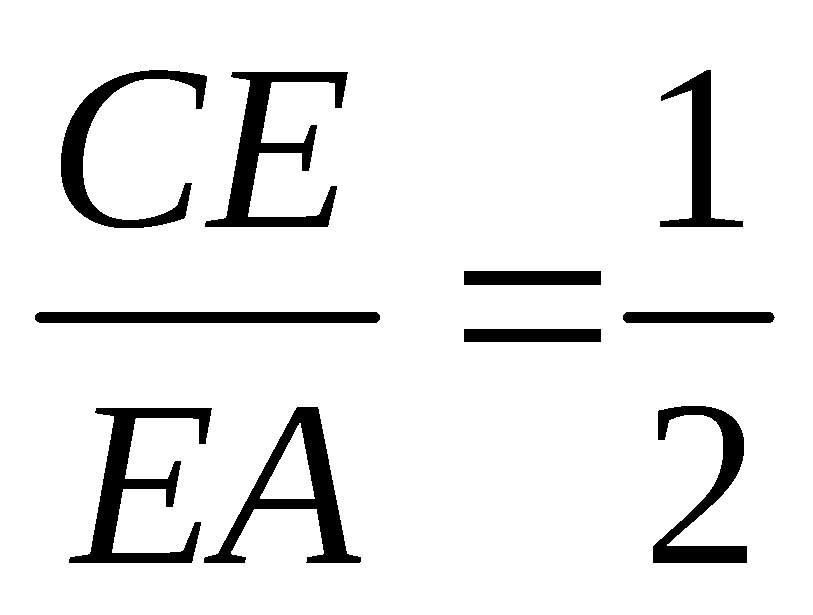 CE/EA = 1/2